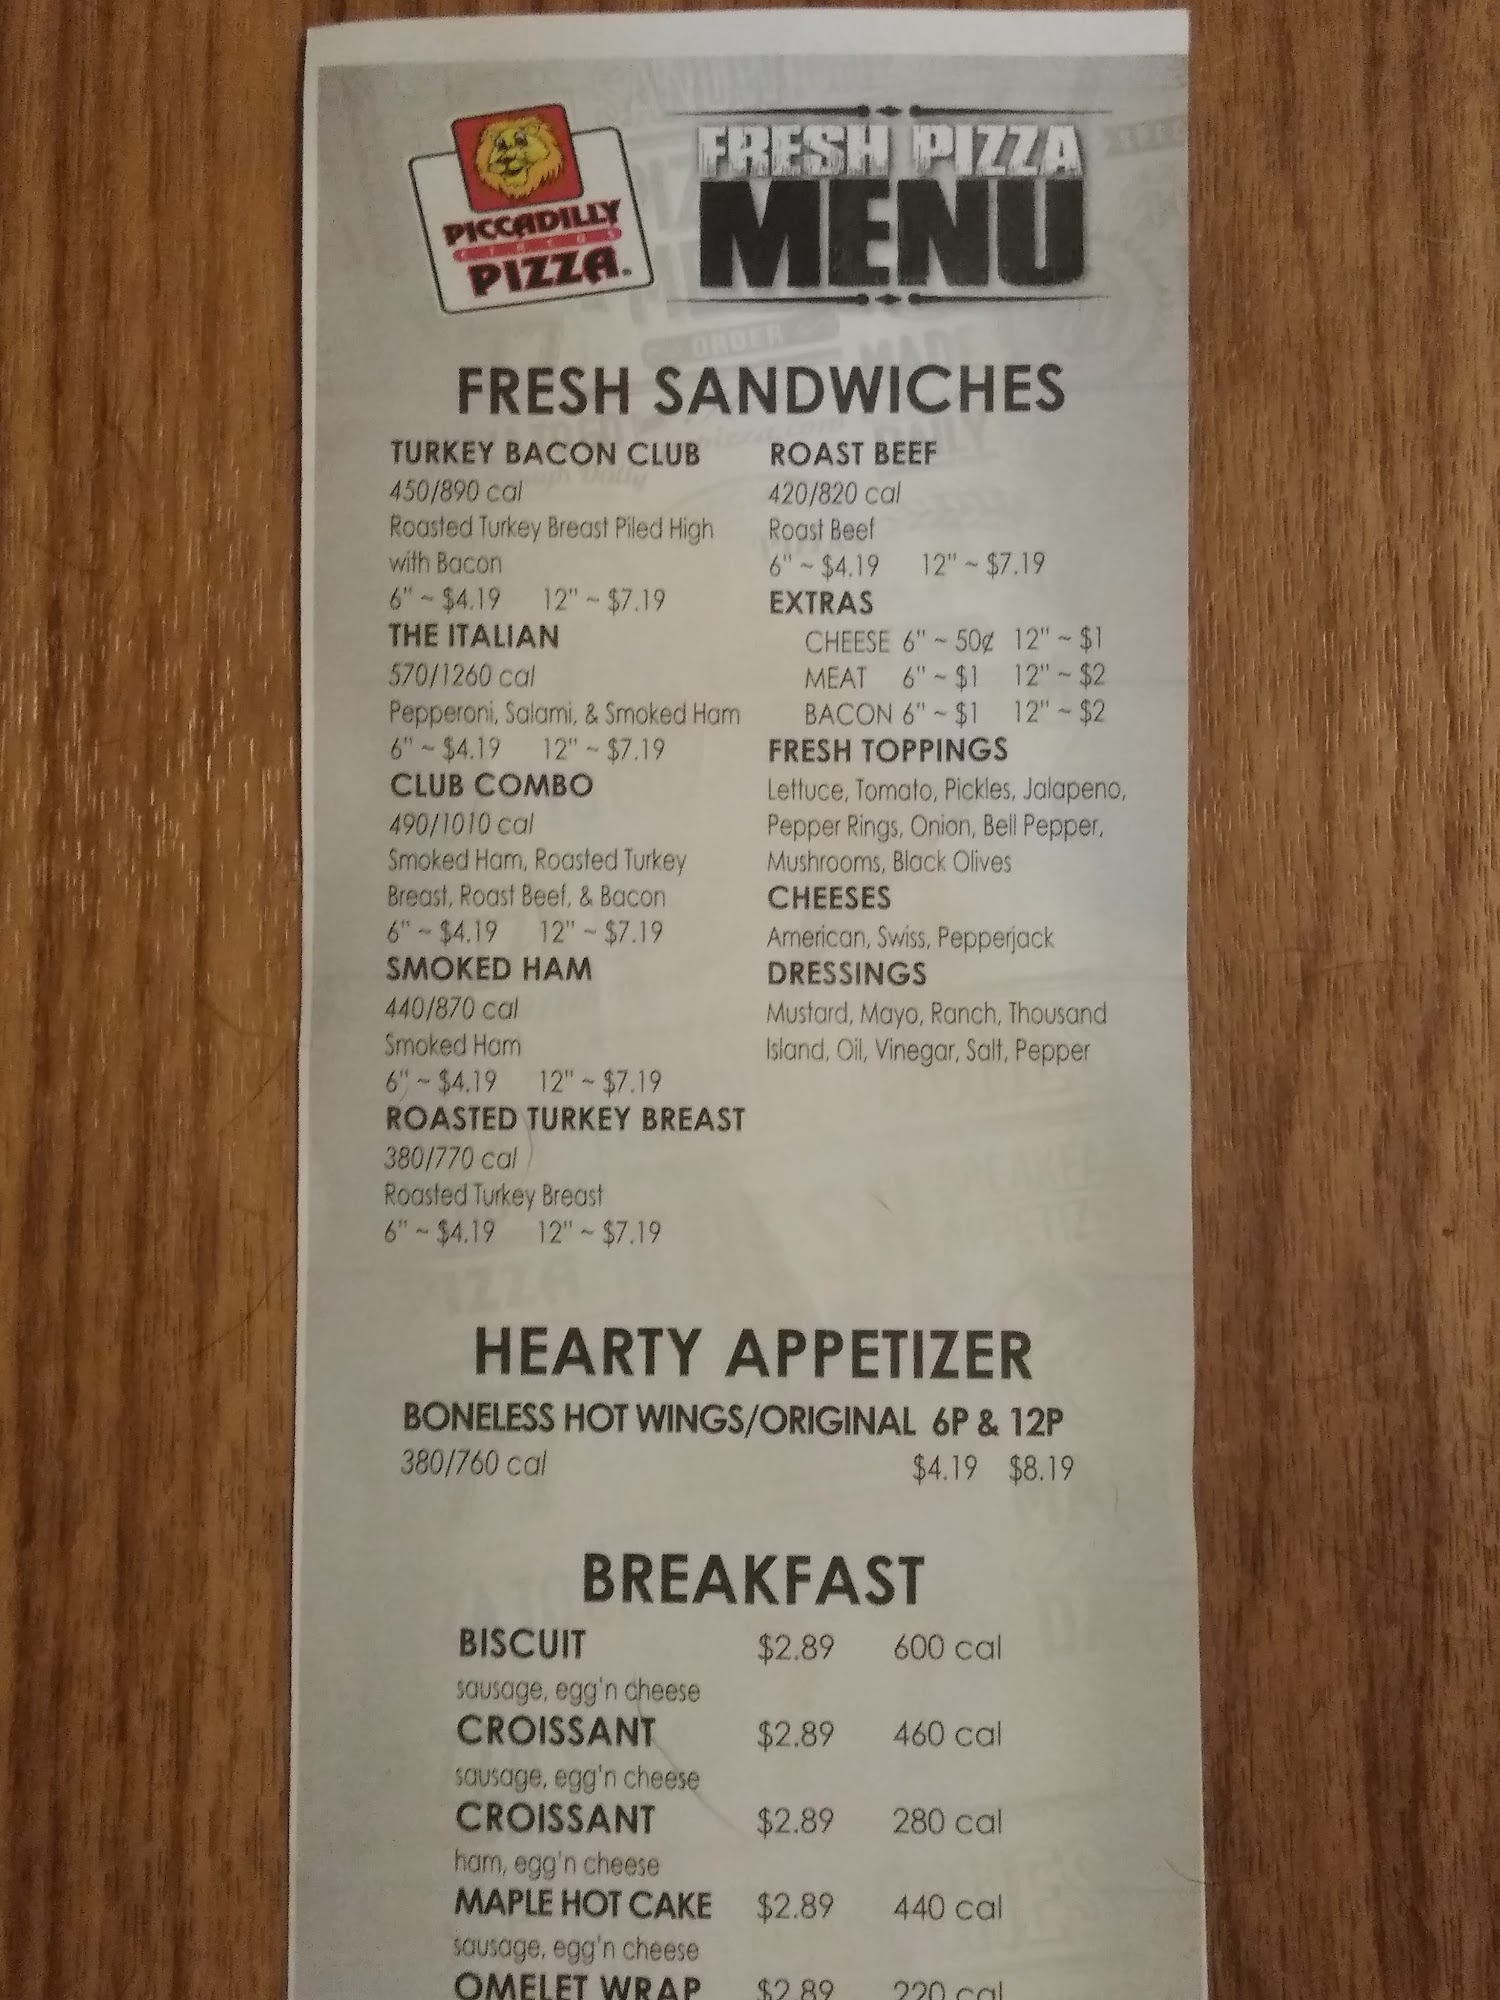 PICCADILLY
CIRCUS
PIZZA
FRESH PIZZA
MENU
FRESH SANDWICHES
TURKEY BACON CLUB
450/890 cal
Roasted Turkey Breast Piled High
with Bacon
6" ~ $4.19 12" ~ $7.19
THE ITALIAN
570/1260 cal
Pepperoni, Salami, & Smoked Ham
6" ~ $4.19 12" ~ $7.19
CLUB COMBO
490/1010 cal
Smoked Ham, Roasted Turkey
Breast, Roast Beef, & Bacon
6" ~ $4.19 12" ~ $7.19
SMOKED HAM
440/870 cal
Smoked Ham
6" ~ $4.19 12" ~ $7.19
ROASTED TURKEY BREAST
380/770 cal
Roasted Turkey Breast
6" ~ $4.19 12" ~ $7.19
ROAST BEEF
420/820 cal
Roast Beef
6" ~ $4.19 12" ~ $7.19
EXTRAS
CHEESE 6" ~ 50¢ 12" ~ $1
MEAT 6" ~ $1 12" ~ $2
BACON 6" ~ $1 12" ~ $2
FRESH TOPPINGS
Lettuce, Tomato, Pickles, Jalapeno,
Pepper Rings, Onion, Bell Pepper,
Mushrooms, Black Olives
CHEESES
American, Swiss, Pepperjack
DRESSINGS
Mustard, Mayo, Ranch, Thousand
Island, Oil, Vinegar, Salt, Pepper
HEARTY APPETIZER
BONELESS HOT WINGS/ORIGINAL 6P & 12P
380/760 cal $4.19 $8.19
BREAKFAST
BISCUIT $2.89 600 cal
sausage, egg'n cheese
CROISSANT $2.89 460 cal
sausage, egg'n cheese
CROISSANT $2.89 280 cal
ham, egg'n cheese
MAPLE HOT CAKE $2.89 440 cal
sausage, egg'n cheese
OMELET WRAP $2.89 220 cal